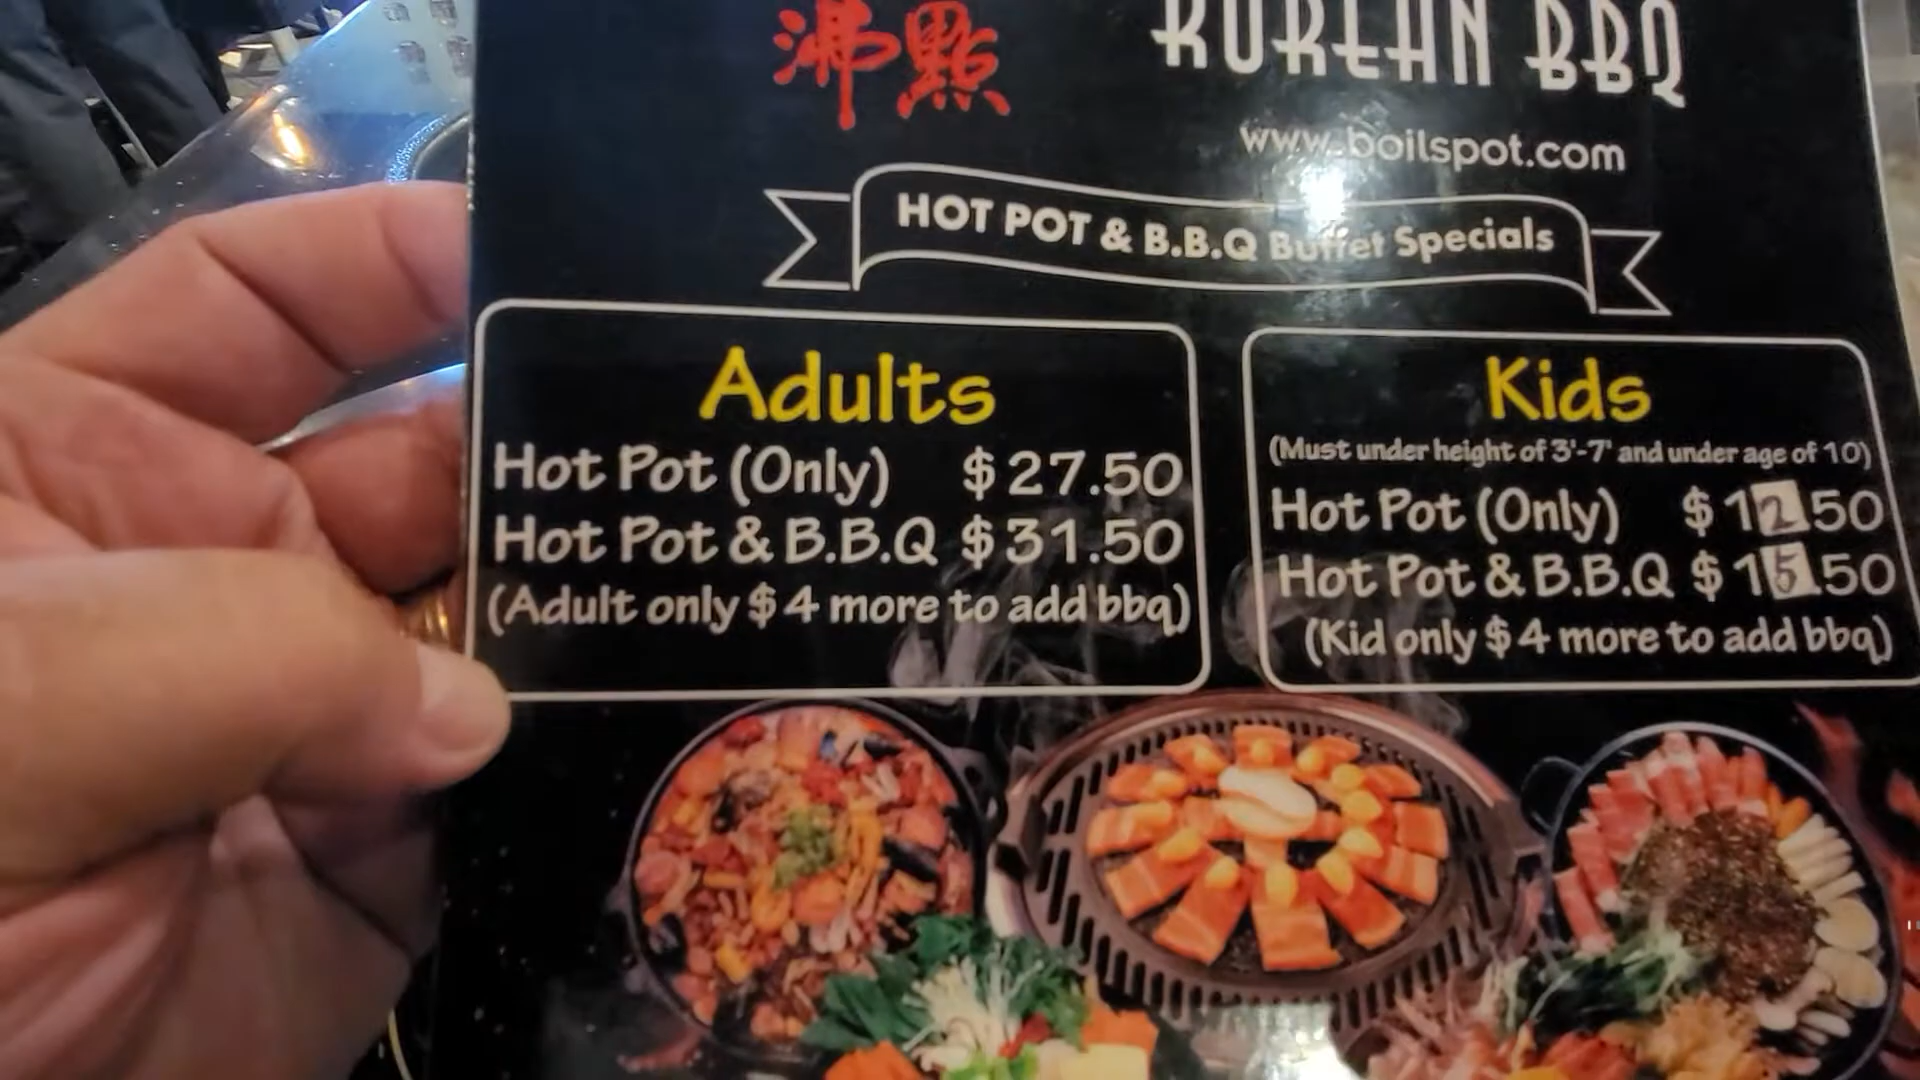 沸點
KOREAN BBQ
www.boilspot.com
HOT POT & B.B.Q Buffet Specials
Adults
Hot Pot (Only) $27.50
Hot Pot & B.B.Q $31.50
(Adult only $4 more to add bbq)
Kids
(Must under height of 3'-7' and under age of 10)
Hot Pot (Only) $12.50
Hot Pot & B.B.Q $15.50
(Kid only $4 more to add bbq)